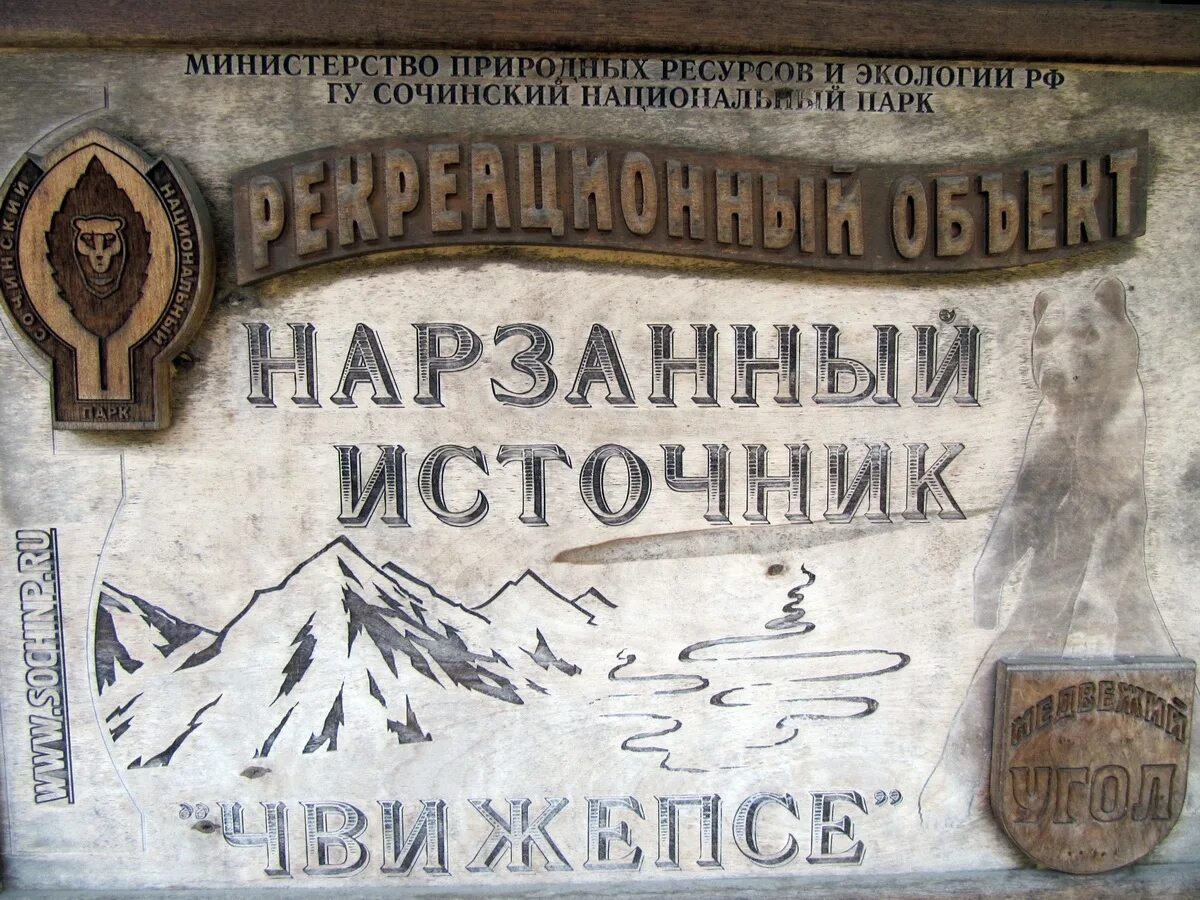 МИНИСТЕРСТВО ПРИРОДНЫХ РЕСУРСОВ И ЭКОЛОГИИ РФ
ГУ СОЧИНСКИЙ НАЦИОНАЛЬНЫЙ ПАРК
СОЧИНСКИЙ НАЦИОНАЛЬНЫЙ
ПАРК
РЕКРЕАЦИОННЫЙ ОБЪЕКТ
НАРЗАННЫЙ
ИСТОЧНИК
WWW.SOCHINP.RU
"ЧВИЖЕПСЕ"
МЕДВЕЖИЙ
УГОЛ